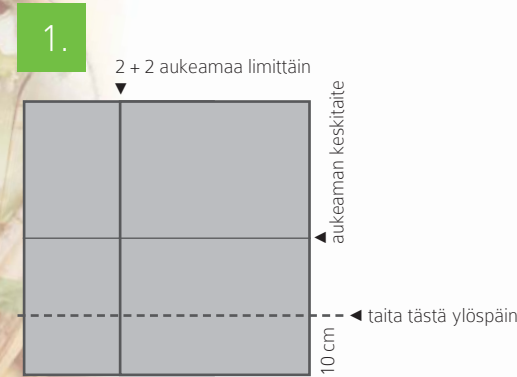 1.
2 + 2 aukeamaa limittäin
aukeaman keskitaite
taita tästä ylöspäin
10 cm